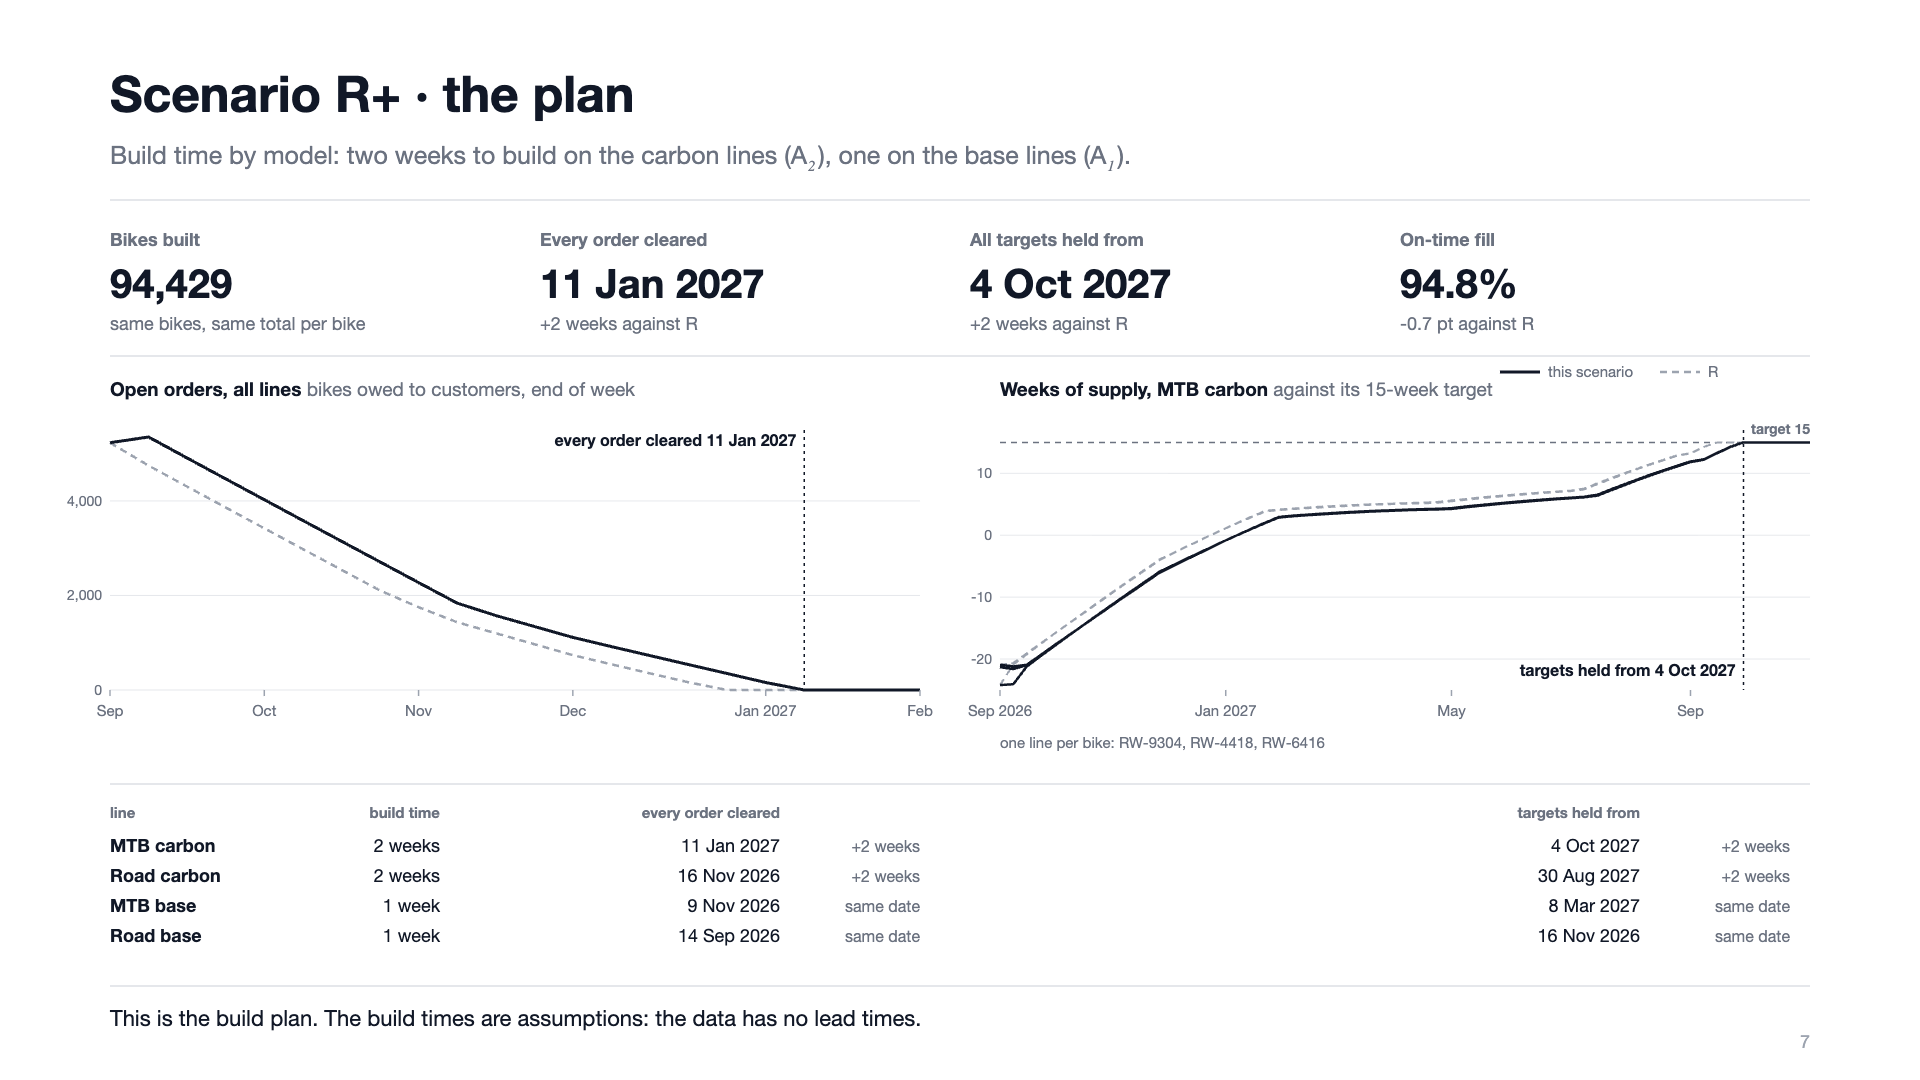 Scenario R+ · the plan
Build time by model: two weeks to build on the carbon lines (A₂), one on the base lines (A₁).
Bikes built
94,429
same bikes, same total per bike
Every order cleared
11 Jan 2027
+2 weeks against R
All targets held from
4 Oct 2027
+2 weeks against R
On-time fill
94.8%
-0.7 pt against R
Open orders, all lines bikes owed to customers, end of week
every order cleared 11 Jan 2027
4,000
2,000
0
Sep Oct Nov Dec Jan 2027 Feb
Weeks of supply, MTB carbon against its 15-week target
this scenario R
target 15
10
0
-10
-20
targets held from 4 Oct 2027
Sep 2026 Jan 2027 May Sep
one line per bike: RW-9304, RW-4418, RW-6416
line build time every order cleared targets held from
MTB carbon 2 weeks 11 Jan 2027 +2 weeks 4 Oct 2027 +2 weeks
Road carbon 2 weeks 16 Nov 2026 +2 weeks 30 Aug 2027 +2 weeks
MTB base 1 week 9 Nov 2026 same date 8 Mar 2027 same date
Road base 1 week 14 Sep 2026 same date 16 Nov 2026 same date
This is the build plan. The build times are assumptions: the data has no lead times.
7